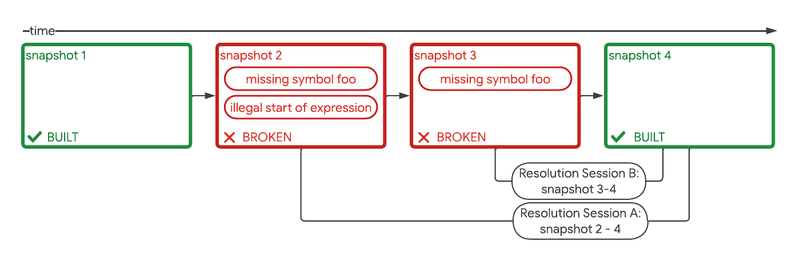 time
snapshot 1
BUILT
snapshot 2
missing symbol foo
illegal start of expression
BROKEN
snapshot 3
missing symbol foo
BROKEN
snapshot 4
BUILT
Resolution Session B:
snapshot 3-4
Resolution Session A:
snapshot 2 - 4